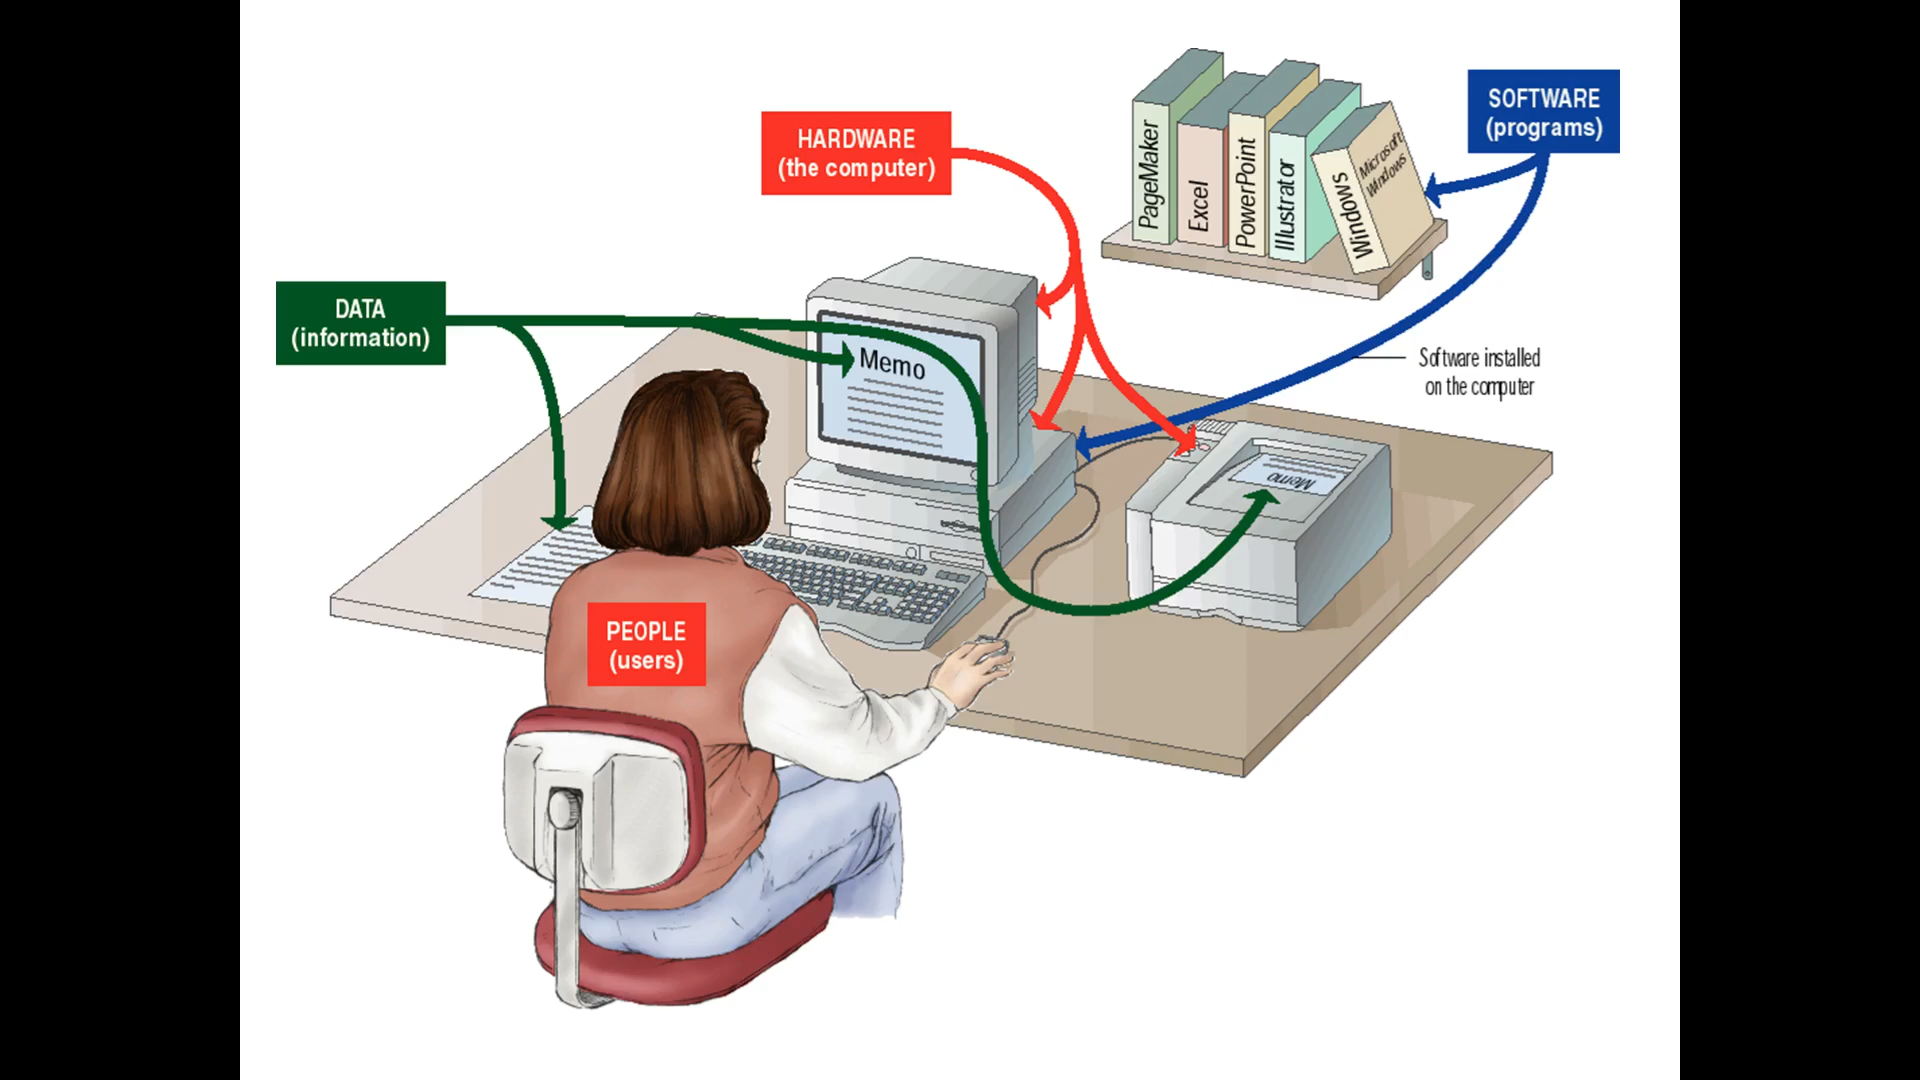 SOFTWARE
(programs)
HARDWARE
(the computer)
PageMaker
Excel
PowerPoint
Illustrator
Windows
Microsoft
Windows
DATA
(information)
Memo
Software installed
on the computer
Memo
PEOPLE
(users)